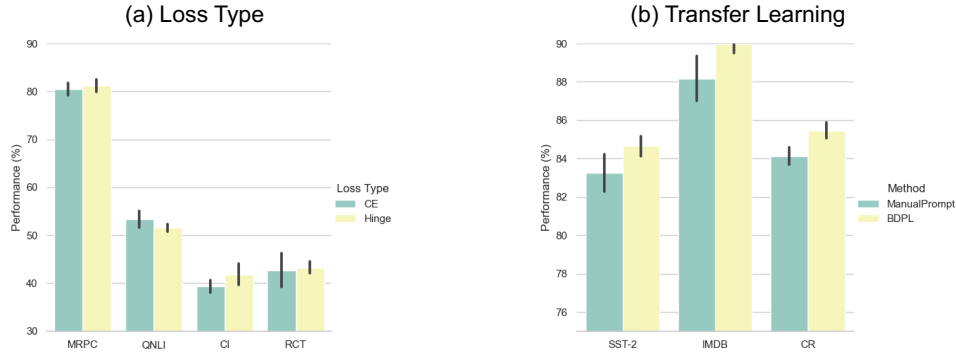 (a) Loss Type
90
80
70
60
50
40
30
Performance (%)
MRPC
QNLI
CI
RCT
Loss Type
CE
Hinge
(b) Transfer Learning
90
88
86
84
82
80
78
76
Performance (%)
SST-2
IMDB
CR
Method
ManualPrompt
BDPL